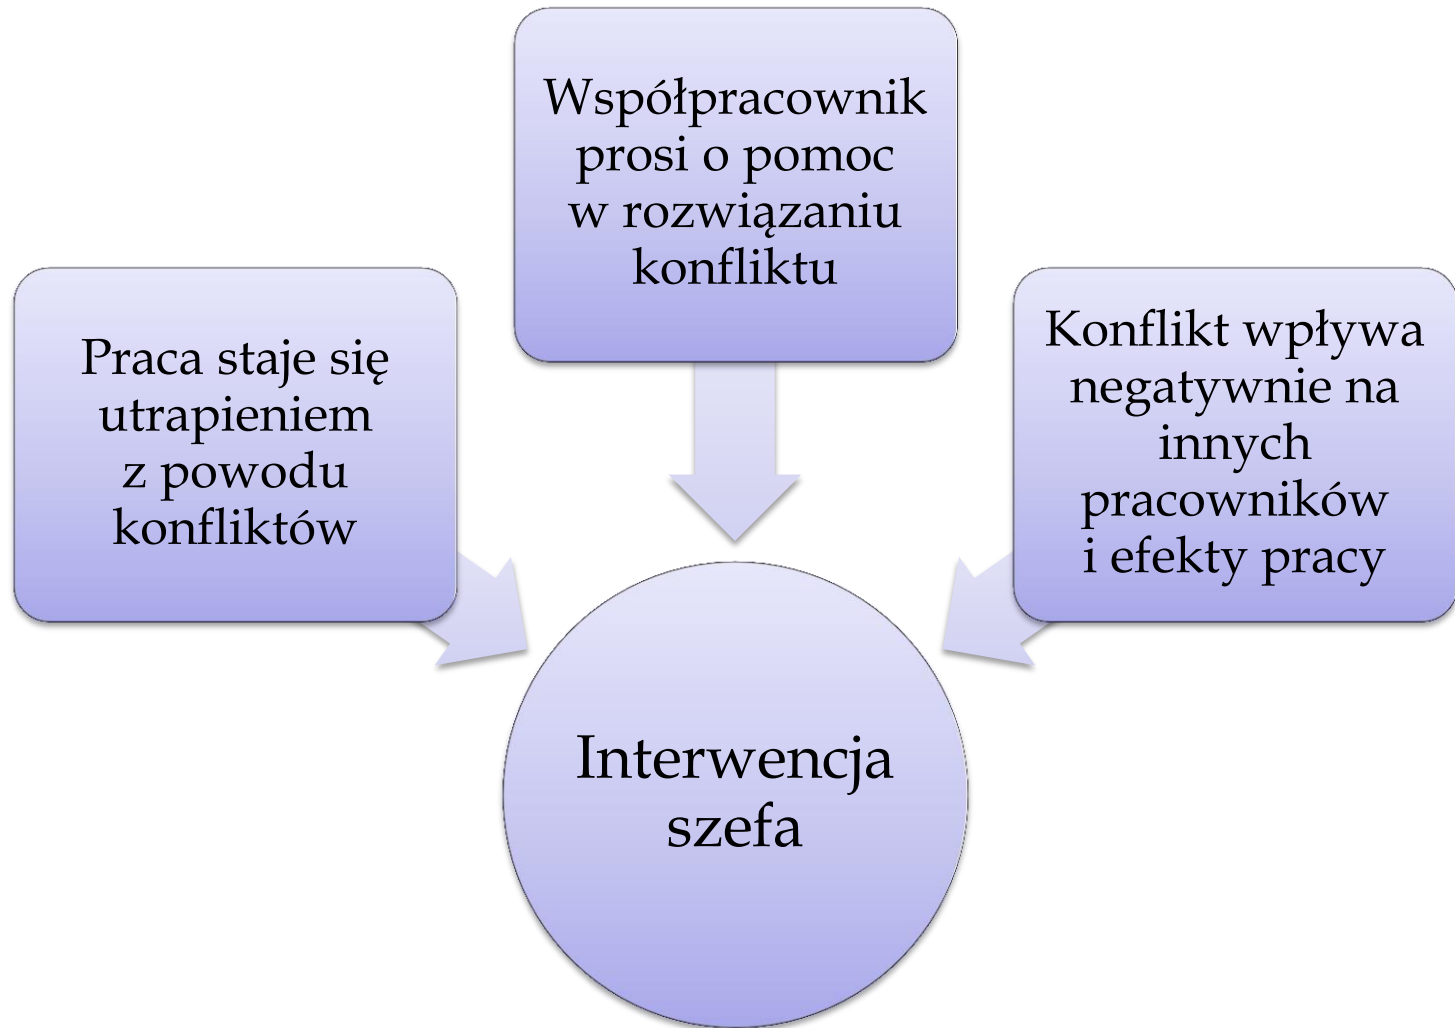 Współpracownik
prosi o pomoc
w rozwiązaniu
konfliktu
Praca staje się
utrapieniem
z powodu
konfliktów
Konflikt wpływa
negatywnie na
innych
pracowników
i efekty pracy
Interwencja
szefa